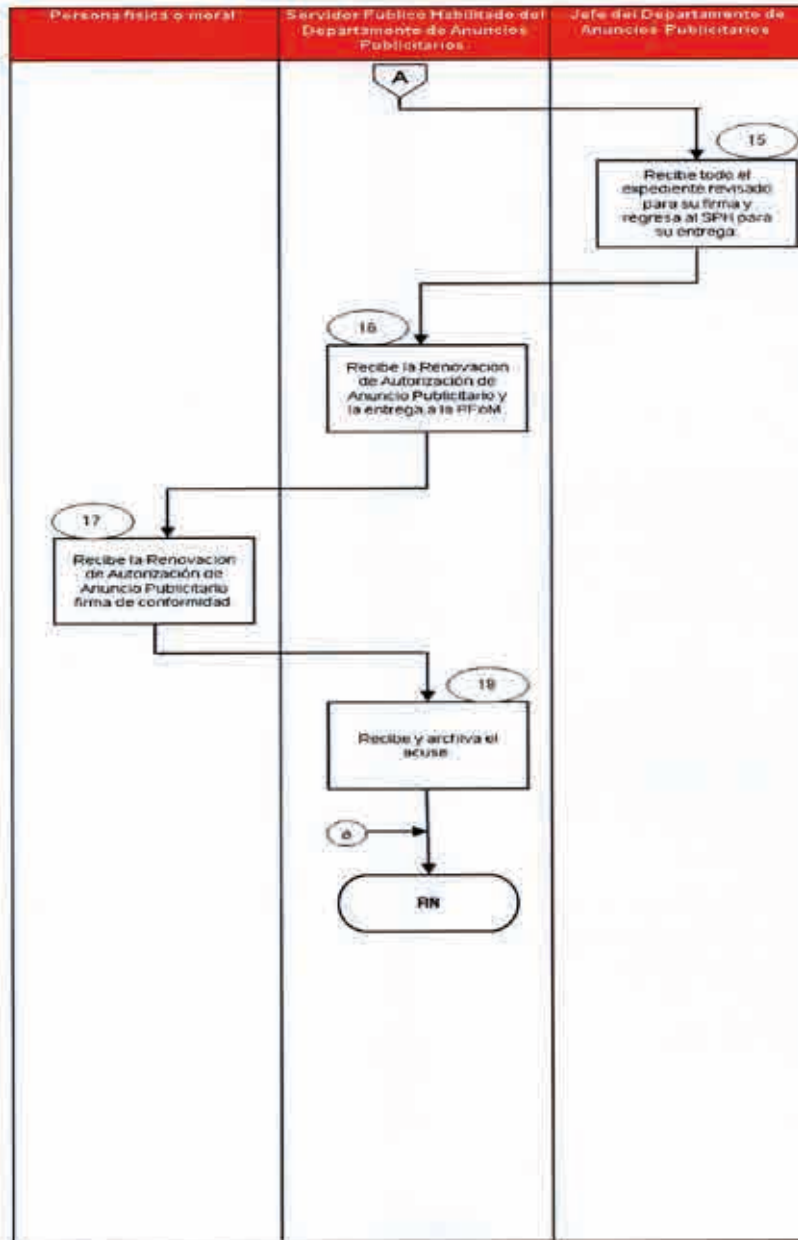 Persona física o moral
Servidor Público Habilitado del
Departamento de Anuncios
Publicitarios
Jefe del Departamento de
Anuncios Publicitarios
A
15
Recibe todo el
expediente revisado
para su firma y
regresa al SPH para
su entrega.
16
Recibe la Renovación
de Autorización de
Anuncio Publicitario y
la entrega a la PFoM.
17
Recibe la Renovación
de Autorización de
Anuncio Publicitario
firma de conformidad.
18
Recibe y archiva el
acuse
a
FIN